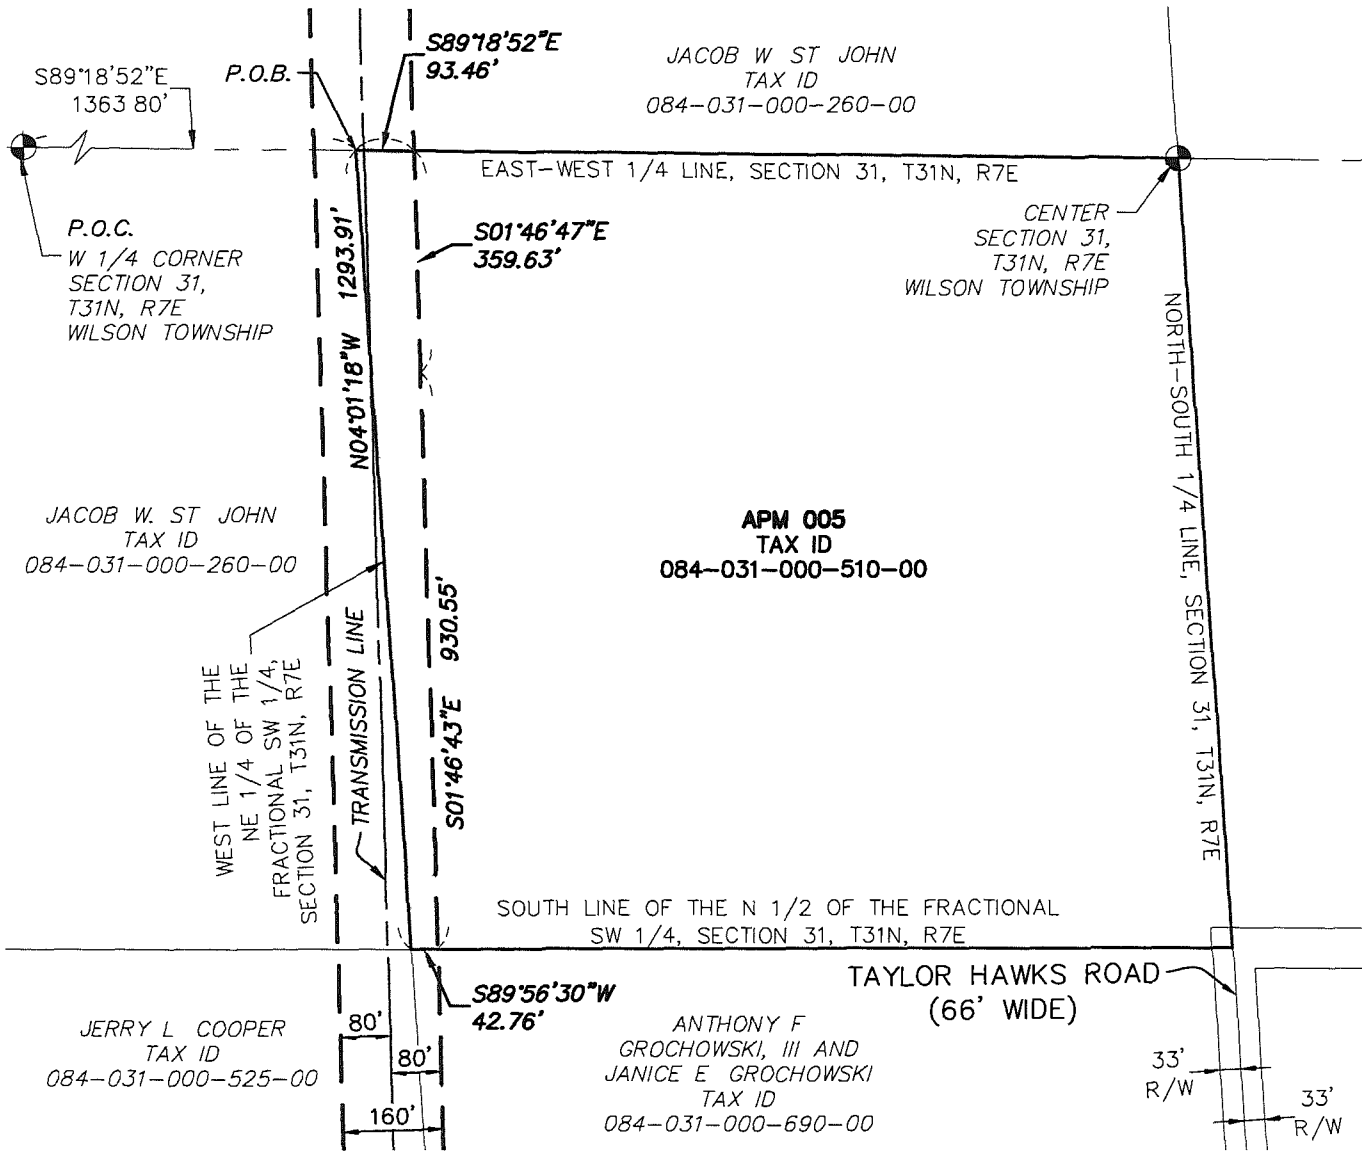 S89°18'52"E
93.46'
JACOB W ST JOHN
TAX ID
084-031-000-260-00
S89°18'52"E
1363 80'
P.O.B.
EAST-WEST 1/4 LINE, SECTION 31, T31N, R7E
P.O.C.
W 1/4 CORNER
SECTION 31,
T31N, R7E
WILSON TOWNSHIP
N04°01'18"W 1293.91'
S01°46'47"E
359.63'
CENTER
SECTION 31,
T31N, R7E
WILSON TOWNSHIP
NORTH-SOUTH 1/4 LINE, SECTION 31, T31N, R7E
JACOB W. ST JOHN
TAX ID
084-031-000-260-00
APM 005
TAX ID
084-031-000-510-00
WEST LINE OF THE
NE 1/4 OF THE
FRACTIONAL SW 1/4,
SECTION 31, T31N, R7E
TRANSMISSION LINE
S01°46'43"E 930.55'
SOUTH LINE OF THE N 1/2 OF THE FRACTIONAL
SW 1/4, SECTION 31, T31N, R7E
TAYLOR HAWKS ROAD
(66' WIDE)
S89°56'30"W
42.76'
JERRY L COOPER
TAX ID
084-031-000-525-00
80'
80'
160'
ANTHONY F
GROCHOWSKI, III AND
JANICE E GROCHOWSKI
TAX ID
084-031-000-690-00
33'
R/W
33'
R/W